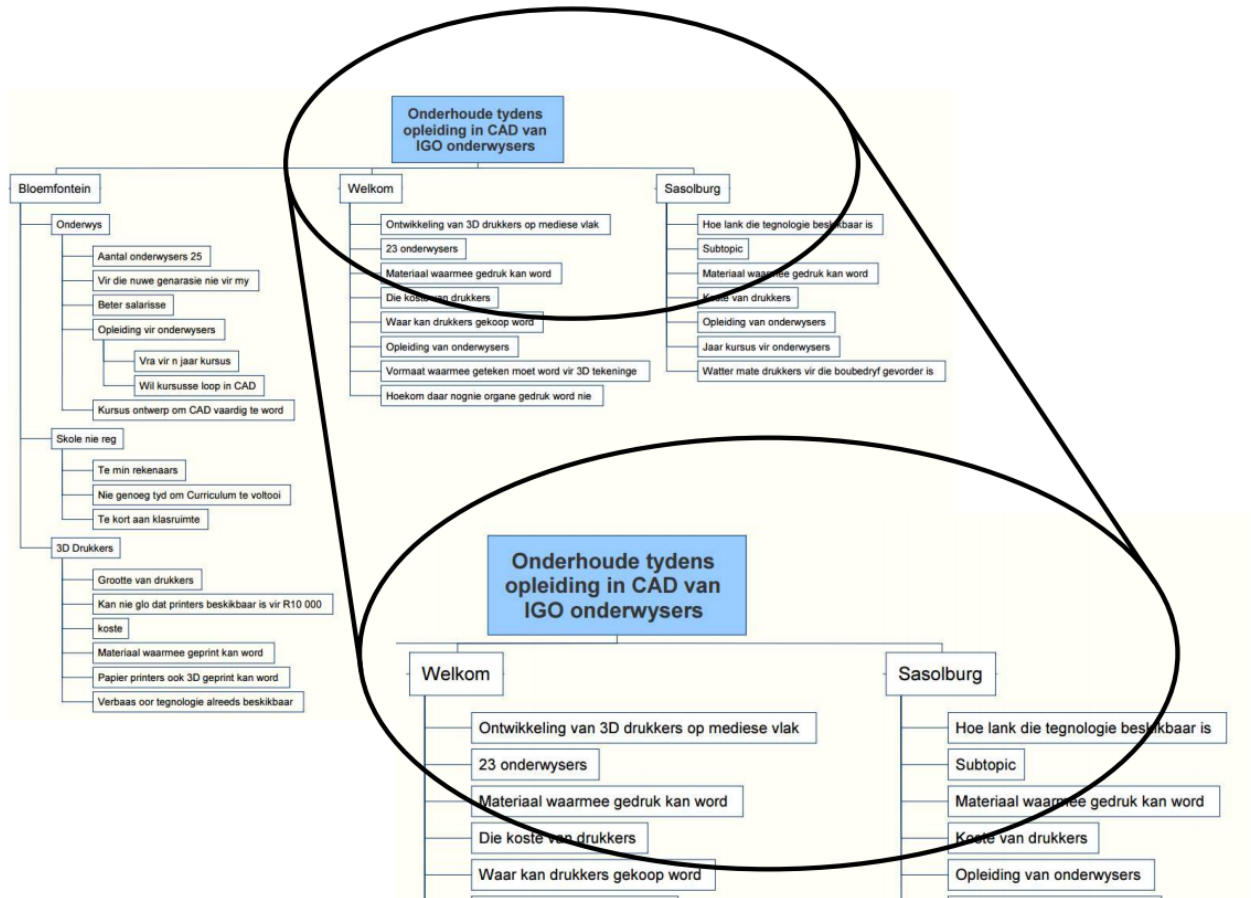 Onderhoude tydens
opleiding in CAD van
IGO onderwysers
Bloemfontein
Onderwys
Aantal onderwysers 25
Vir die nuwe genarasie nie vir my
Beter salarisse
Opleiding vir onderwysers
Vra vir n jaar kursus
Wil kursusse loop in CAD
Kursus ontwerp om CAD vaardig te word
Skole nie reg
Te min rekenaars
Nie genoeg tyd om Curriculum te voltooi
Te kort aan klasruimte
3D Drukkers
Grootte van drukkers
Kan nie glo dat printers beskikbaar is vir R10 000
koste
Materiaal waarmee geprint kan word
Papier printers ook 3D geprint kan word
Verbaas oor tegnologie alreeds beskikbaar
Welkom
Ontwikkeling van 3D drukkers op mediese vlak
23 onderwysers
Materiaal waarmee gedruk kan word
Die koste van drukkers
Waar kan drukkers gekoop word
Opleiding van onderwysers
Vormaat waarmee geteken moet word vir 3D tekeninge
Hoekom daar nognie organe gedruk word nie
Sasolburg
Hoe lank die tegnologie beskikbaar is
Subtopic
Materiaal waarmee gedruk kan word
Koste van drukkers
Opleiding van onderwysers
Jaar kursus vir onderwysers
Watter mate drukkers vir die boubedryf gevorder is
Onderhoude tydens
opleiding in CAD van
IGO onderwysers
Welkom
Ontwikkeling van 3D drukkers op mediese vlak
23 onderwysers
Materiaal waarmee gedruk kan word
Die koste van drukkers
Waar kan drukkers gekoop word
Sasolburg
Hoe lank die tegnologie beskikbaar is
Subtopic
Materiaal waarmee gedruk kan word
Koste van drukkers
Opleiding van onderwysers